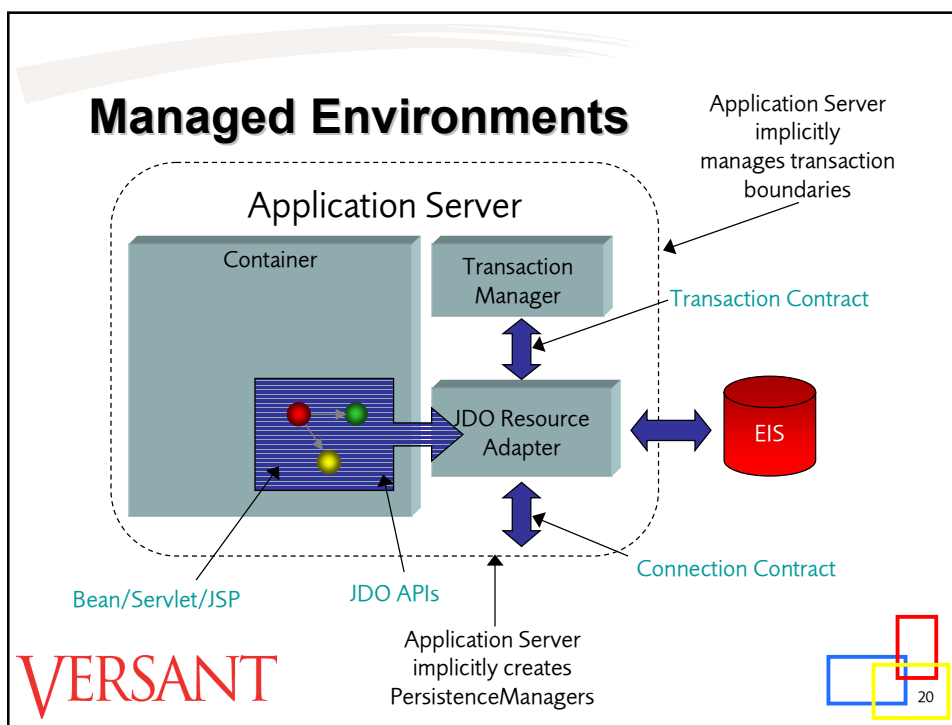 Managed Environments
Application Server
implicitly
manages transaction
boundaries
Application Server
Container
Transaction
Manager
Transaction Contract
JDO Resource
Adapter
EIS
Connection Contract
Bean/Servlet/JSP
JDO APIs
Application Server
implicitly creates
PersistenceManagers
VERSANT
20